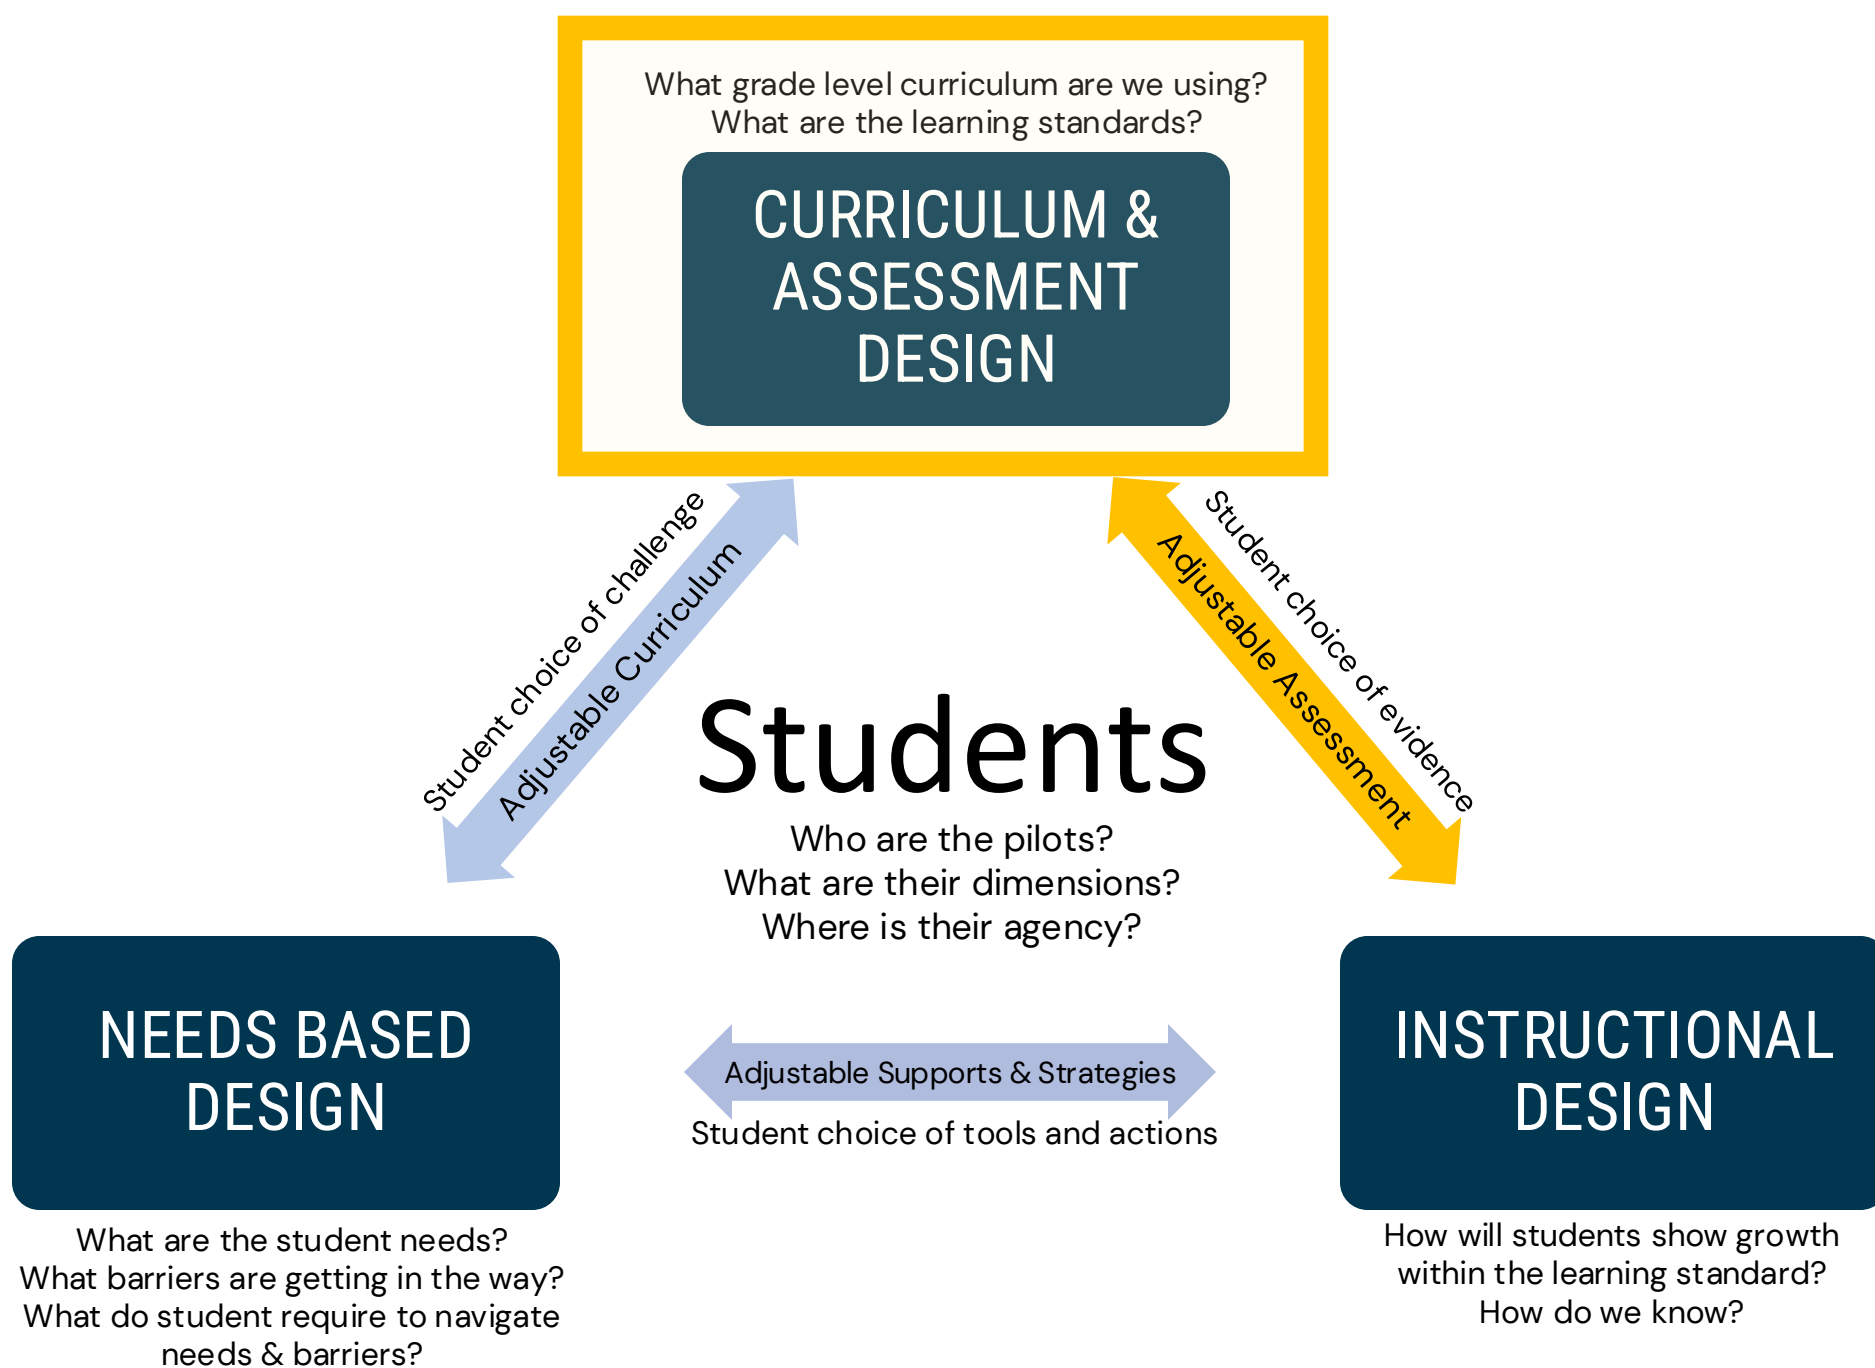 What grade level curriculum are we using?
What are the learning standards?
CURRICULUM &
ASSESSMENT
DESIGN
Student choice of challenge
Adjustable Curriculum
Student choice of evidence
Adjustable Assessment
Students
Who are the pilots?
What are their dimensions?
Where is their agency?
NEEDS BASED
DESIGN
Adjustable Supports & Strategies
Student choice of tools and actions
INSTRUCTIONAL
DESIGN
What are the student needs?
What barriers are getting in the way?
What do student require to navigate
needs & barriers?
How will students show growth
within the learning standard?
How do we know?